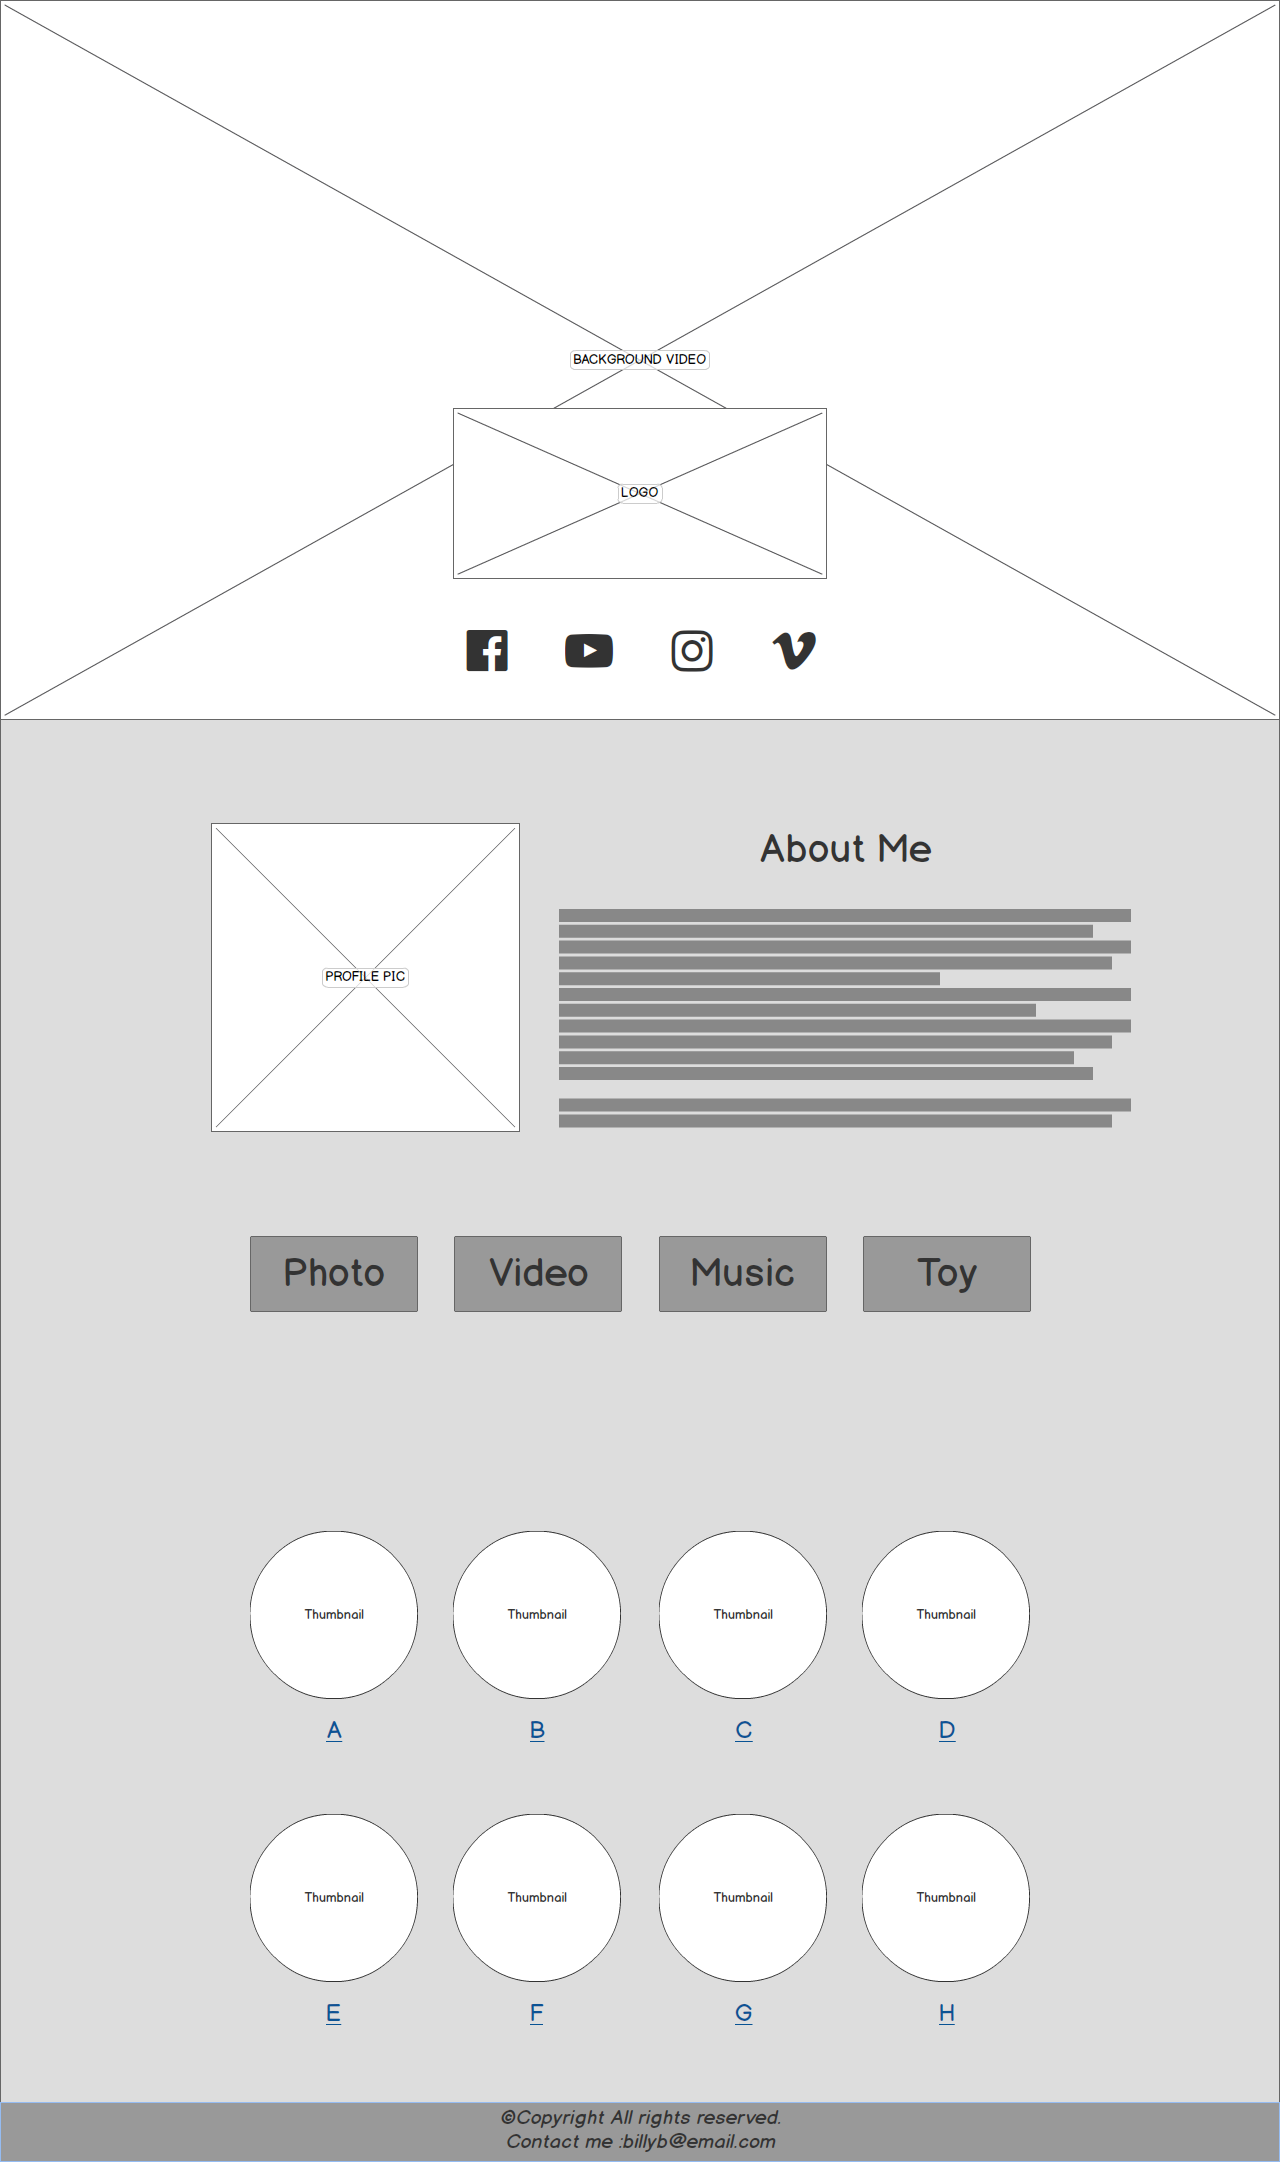 BACKGROUND VIDEO
LOGO
About Me
PROFILE PIC
Photo
Video
Music
Toy
Thumbnail
Thumbnail
Thumbnail
Thumbnail
A
B
C
D
Thumbnail
Thumbnail
Thumbnail
Thumbnail
E
F
G
H
©Copyright All rights reserved.
Contact me :billyb@email.com